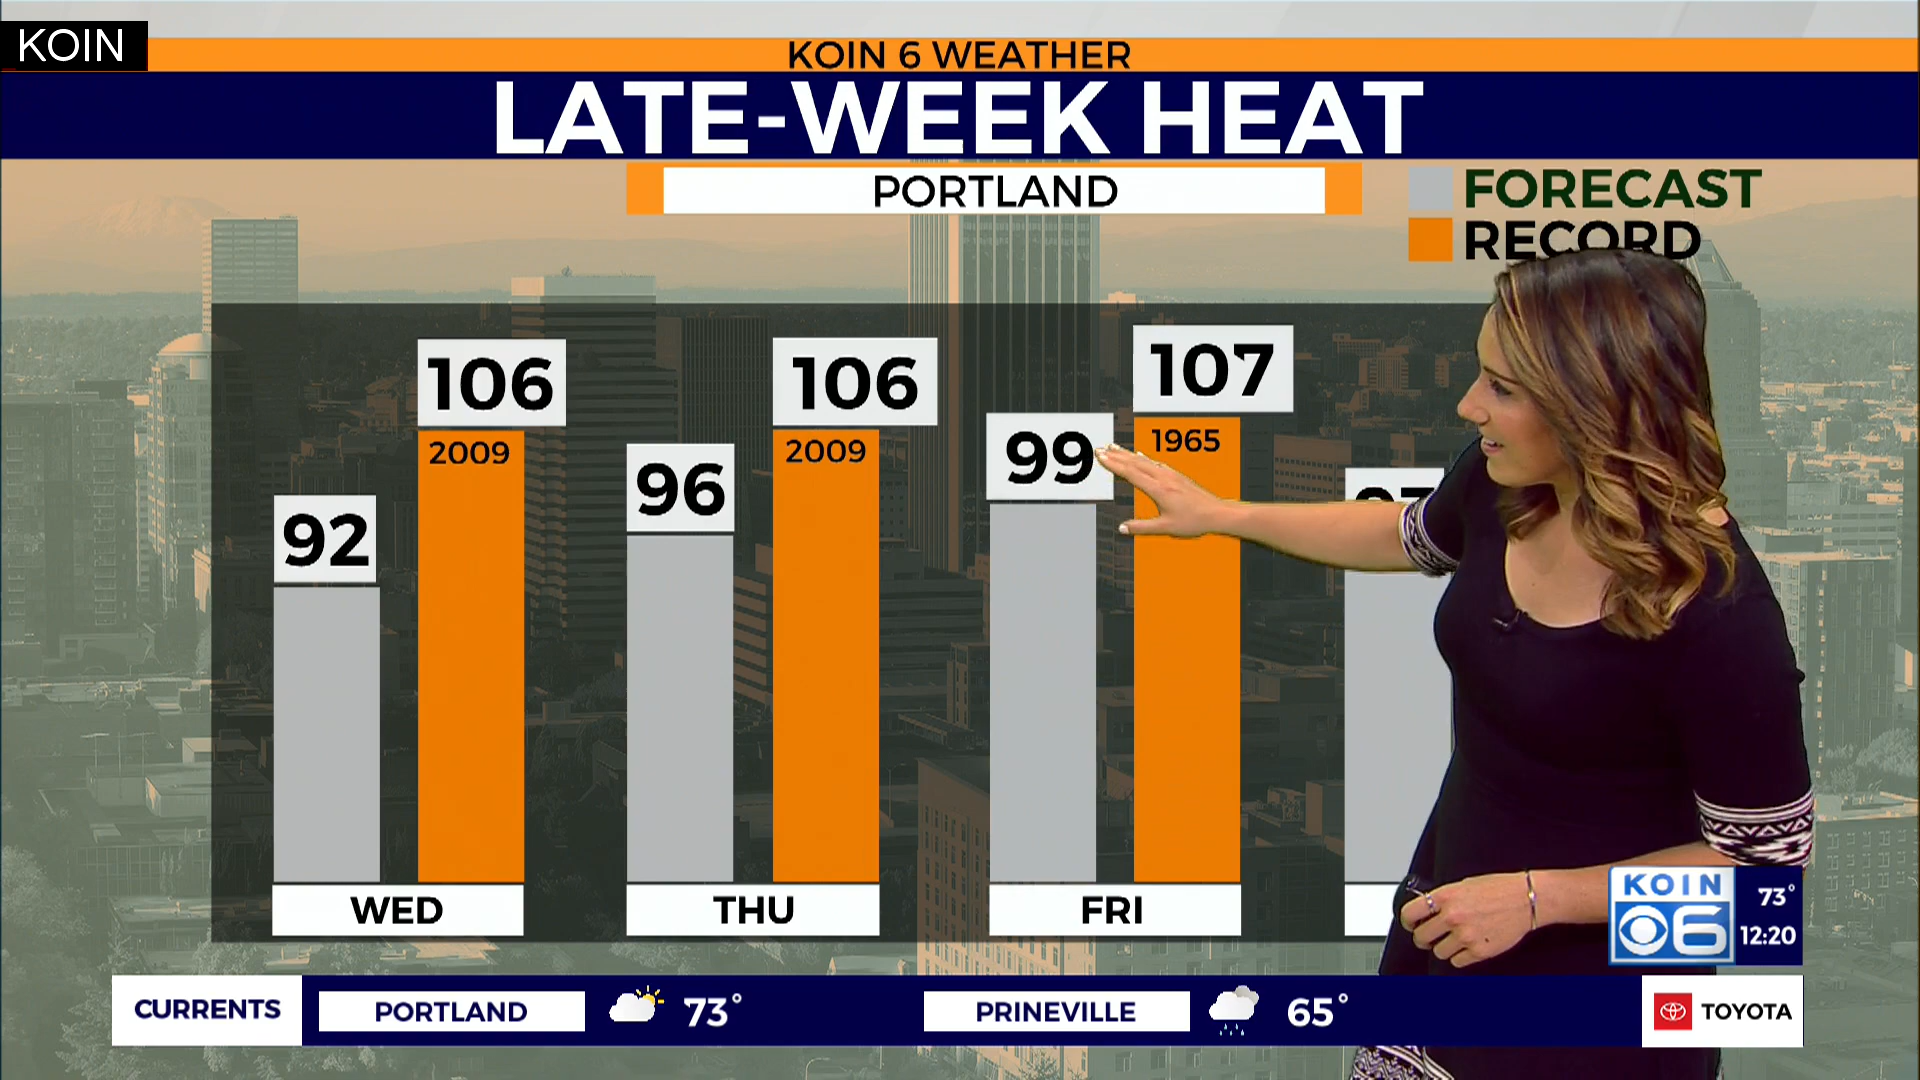 KOIN
KOIN 6 WEATHER
LATE-WEEK HEAT
PORTLAND
FORECAST
RECORD
92
106
2009
96
106
2009
99
107
1965
WED
THU
FRI
KOIN
6
73°
12:20
CURRENTS
PORTLAND
73°
PRINEVILLE
65°
TOYOTA